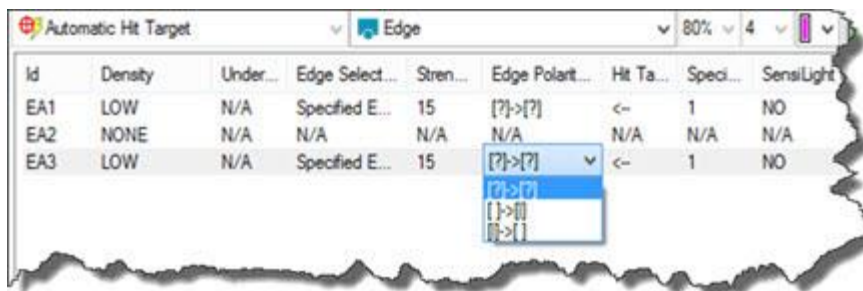 Automatic Hit Target Edge 80% 4
Id Density Under... Edge Select... Stren... Edge Polarit... Hit Ta... Speci... SensiLight
EA1 LOW N/A Specified E... 15 [?]->[?] <-- 1 NO
EA2 NONE N/A N/A N/A N/A N/A N/A N/A
EA3 LOW N/A Specified E... 15 [?]->[?] <-- 1 NO
[?]->[?]
[ ]->[|]
[|]->[ ]